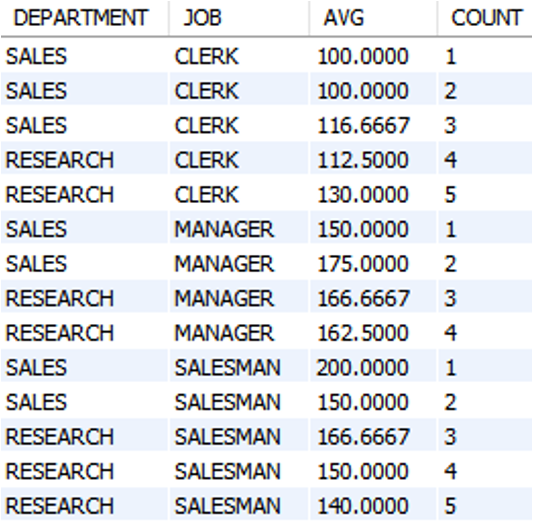 DEPARTMENT JOB AVG COUNT
SALES CLERK 100.0000 1
SALES CLERK 100.0000 2
SALES CLERK 116.6667 3
RESEARCH CLERK 112.5000 4
RESEARCH CLERK 130.0000 5
SALES MANAGER 150.0000 1
SALES MANAGER 175.0000 2
RESEARCH MANAGER 166.6667 3
RESEARCH MANAGER 162.5000 4
SALES SALESMAN 200.0000 1
SALES SALESMAN 150.0000 2
RESEARCH SALESMAN 166.6667 3
RESEARCH SALESMAN 150.0000 4
RESEARCH SALESMAN 140.0000 5